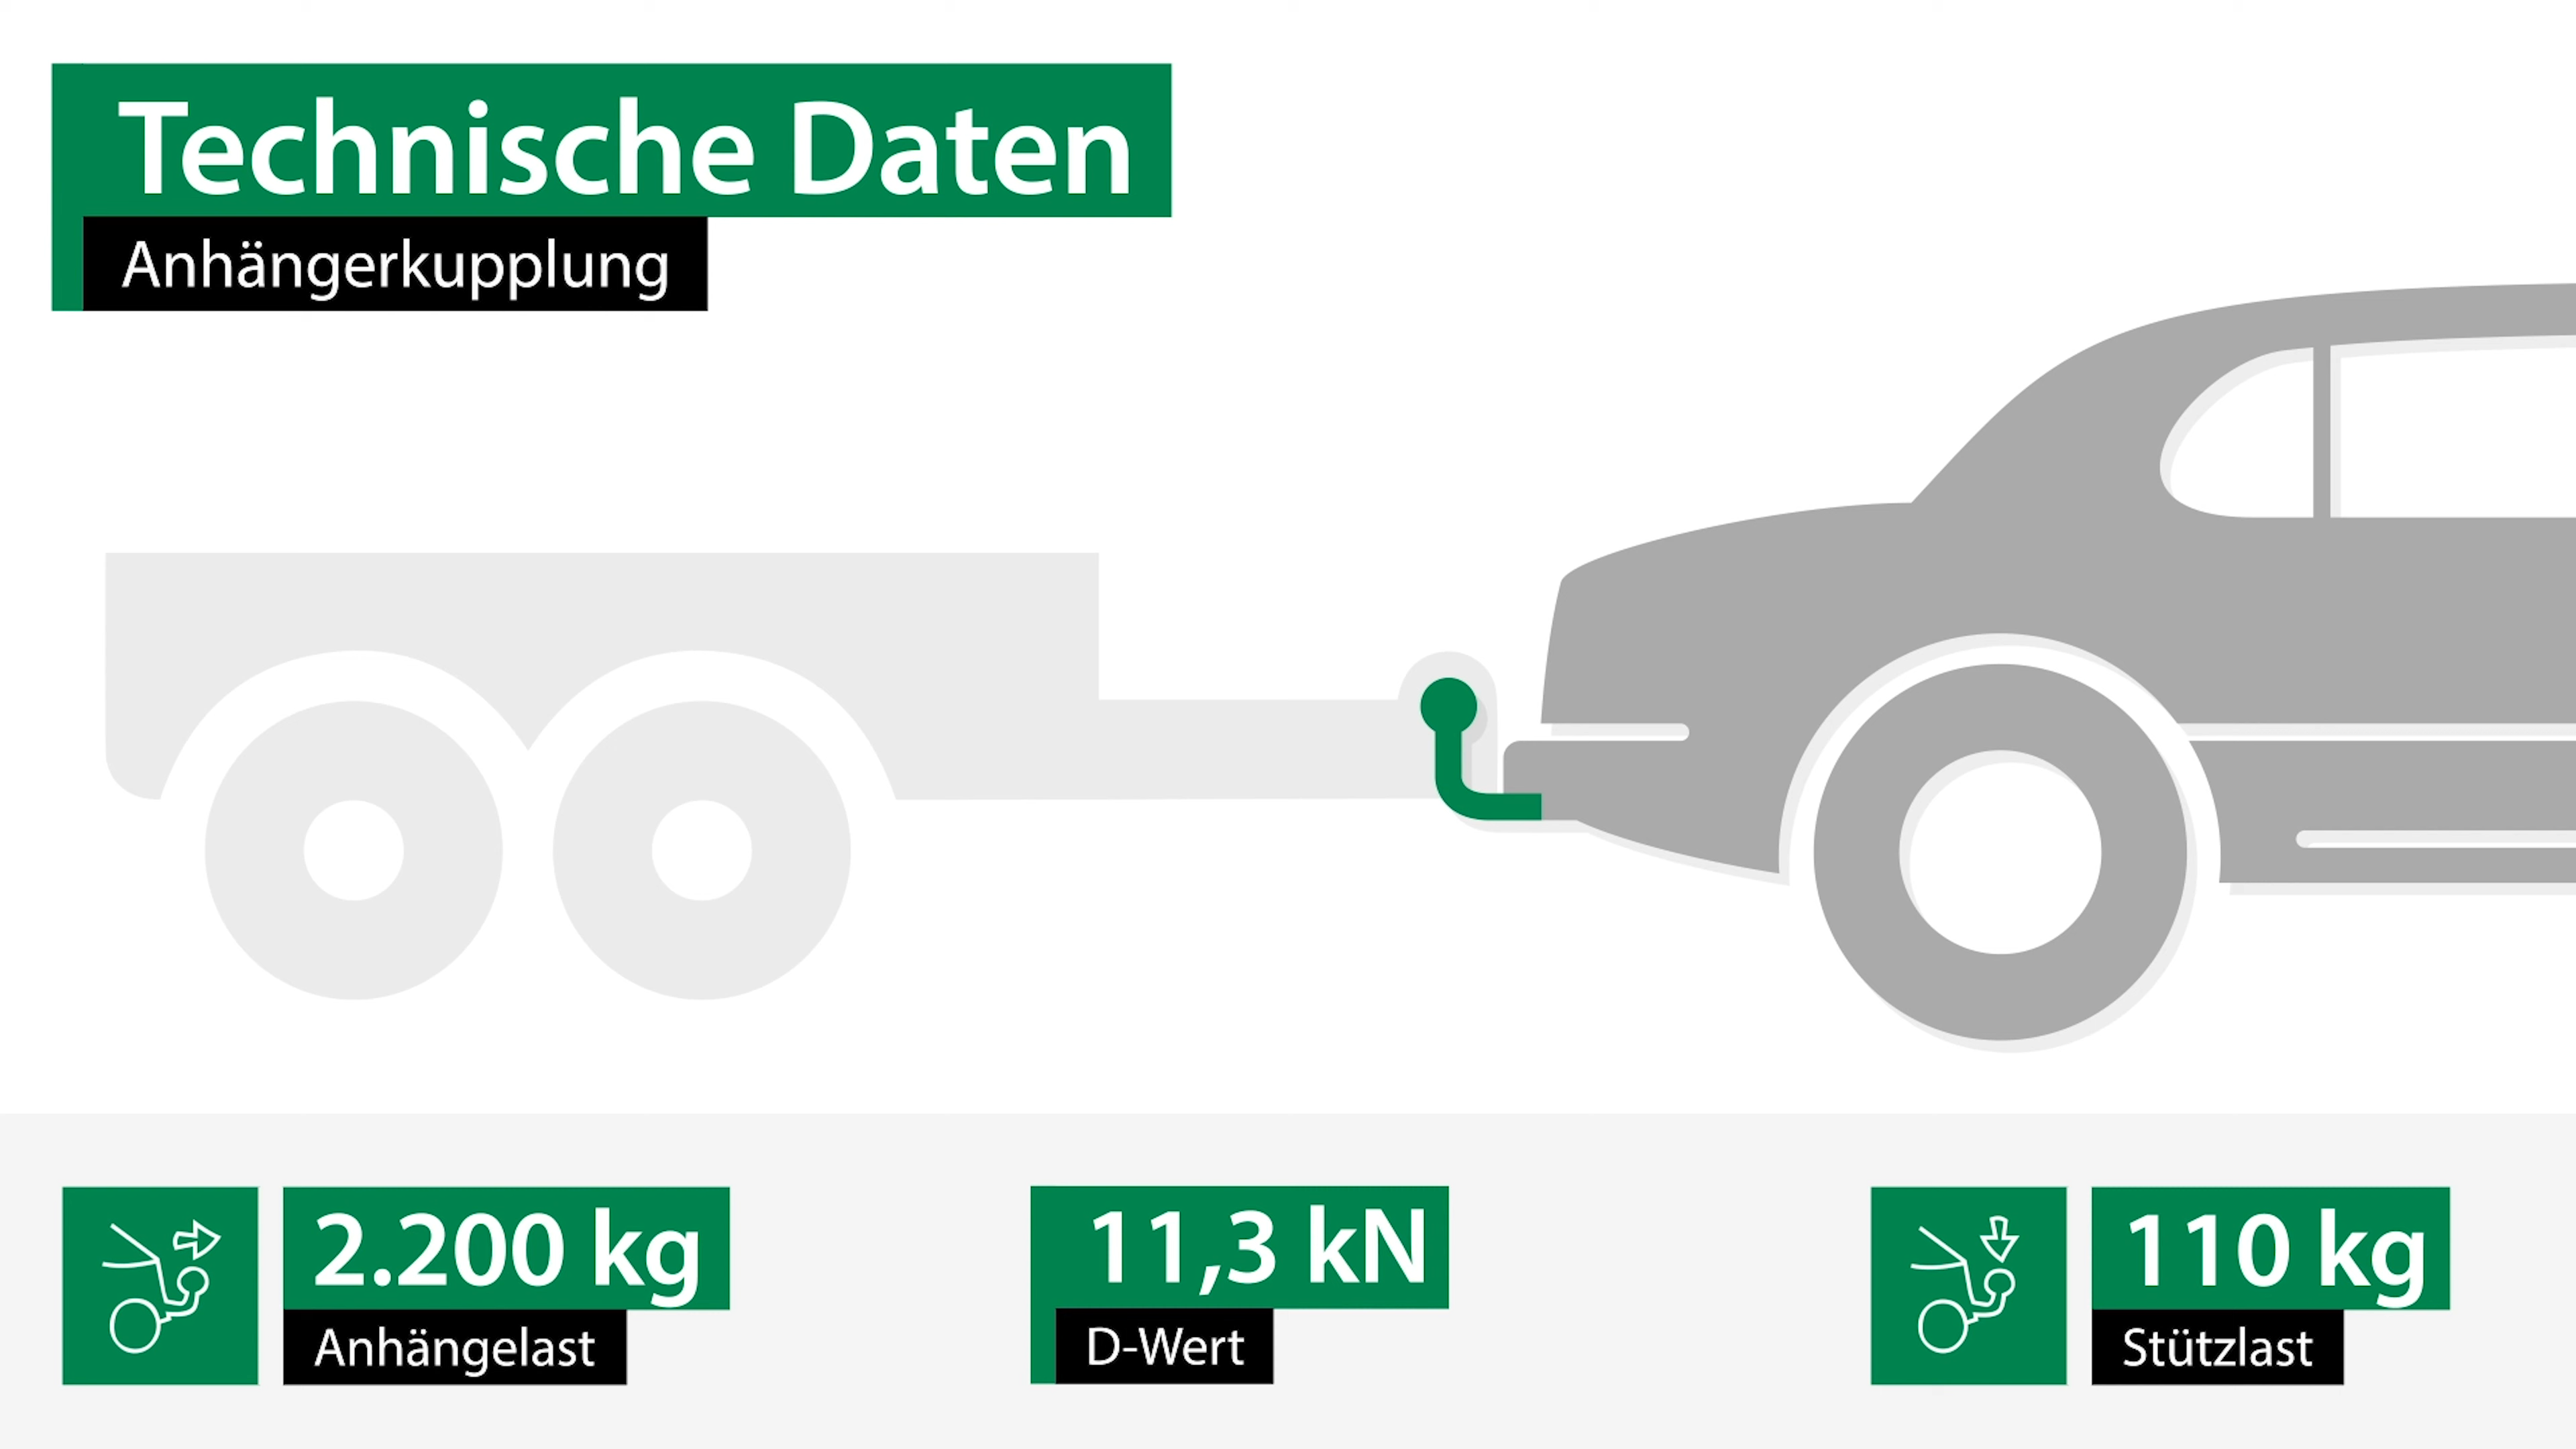 Technische Daten
Anhängerkupplung
2.200 kg
Anhängelast
11,3 kN
D-Wert
110 kg
Stützlast